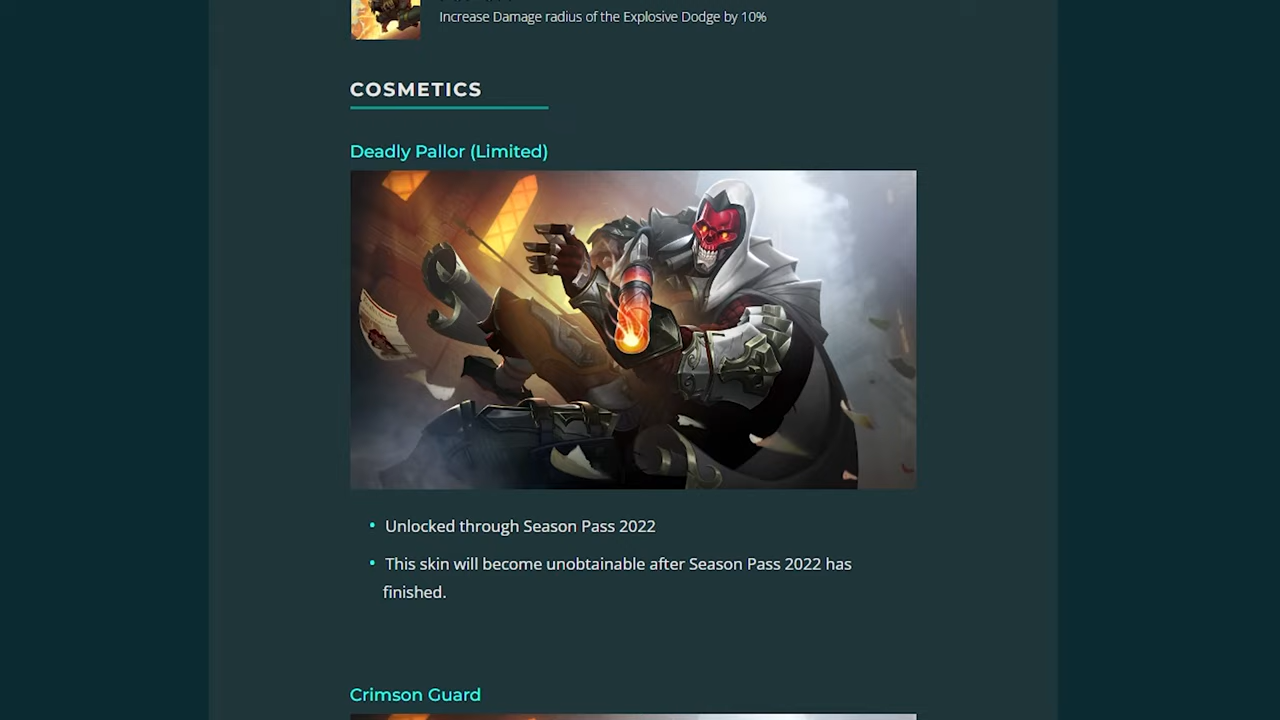 Increase Damage radius of the Explosive Dodge by 10%
COSMETICS
Deadly Pallor (Limited)
• Unlocked through Season Pass 2022
• This skin will become unobtainable after Season Pass 2022 has
finished.
Crimson Guard